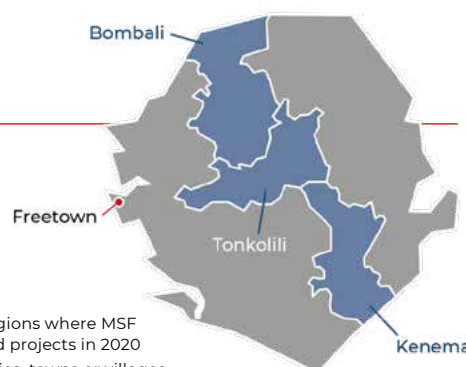 Bombali
Freetown
Tonkolili
gions where MSF
d projects in 2020
Kenema